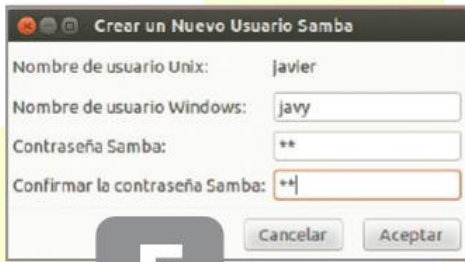 Crear un Nuevo Usuario Samba
Nombre de usuario Unix: javier
Nombre de usuario Windows: javy
Contraseña Samba: **
Confirmar la contraseña Samba: **
Cancelar Aceptar